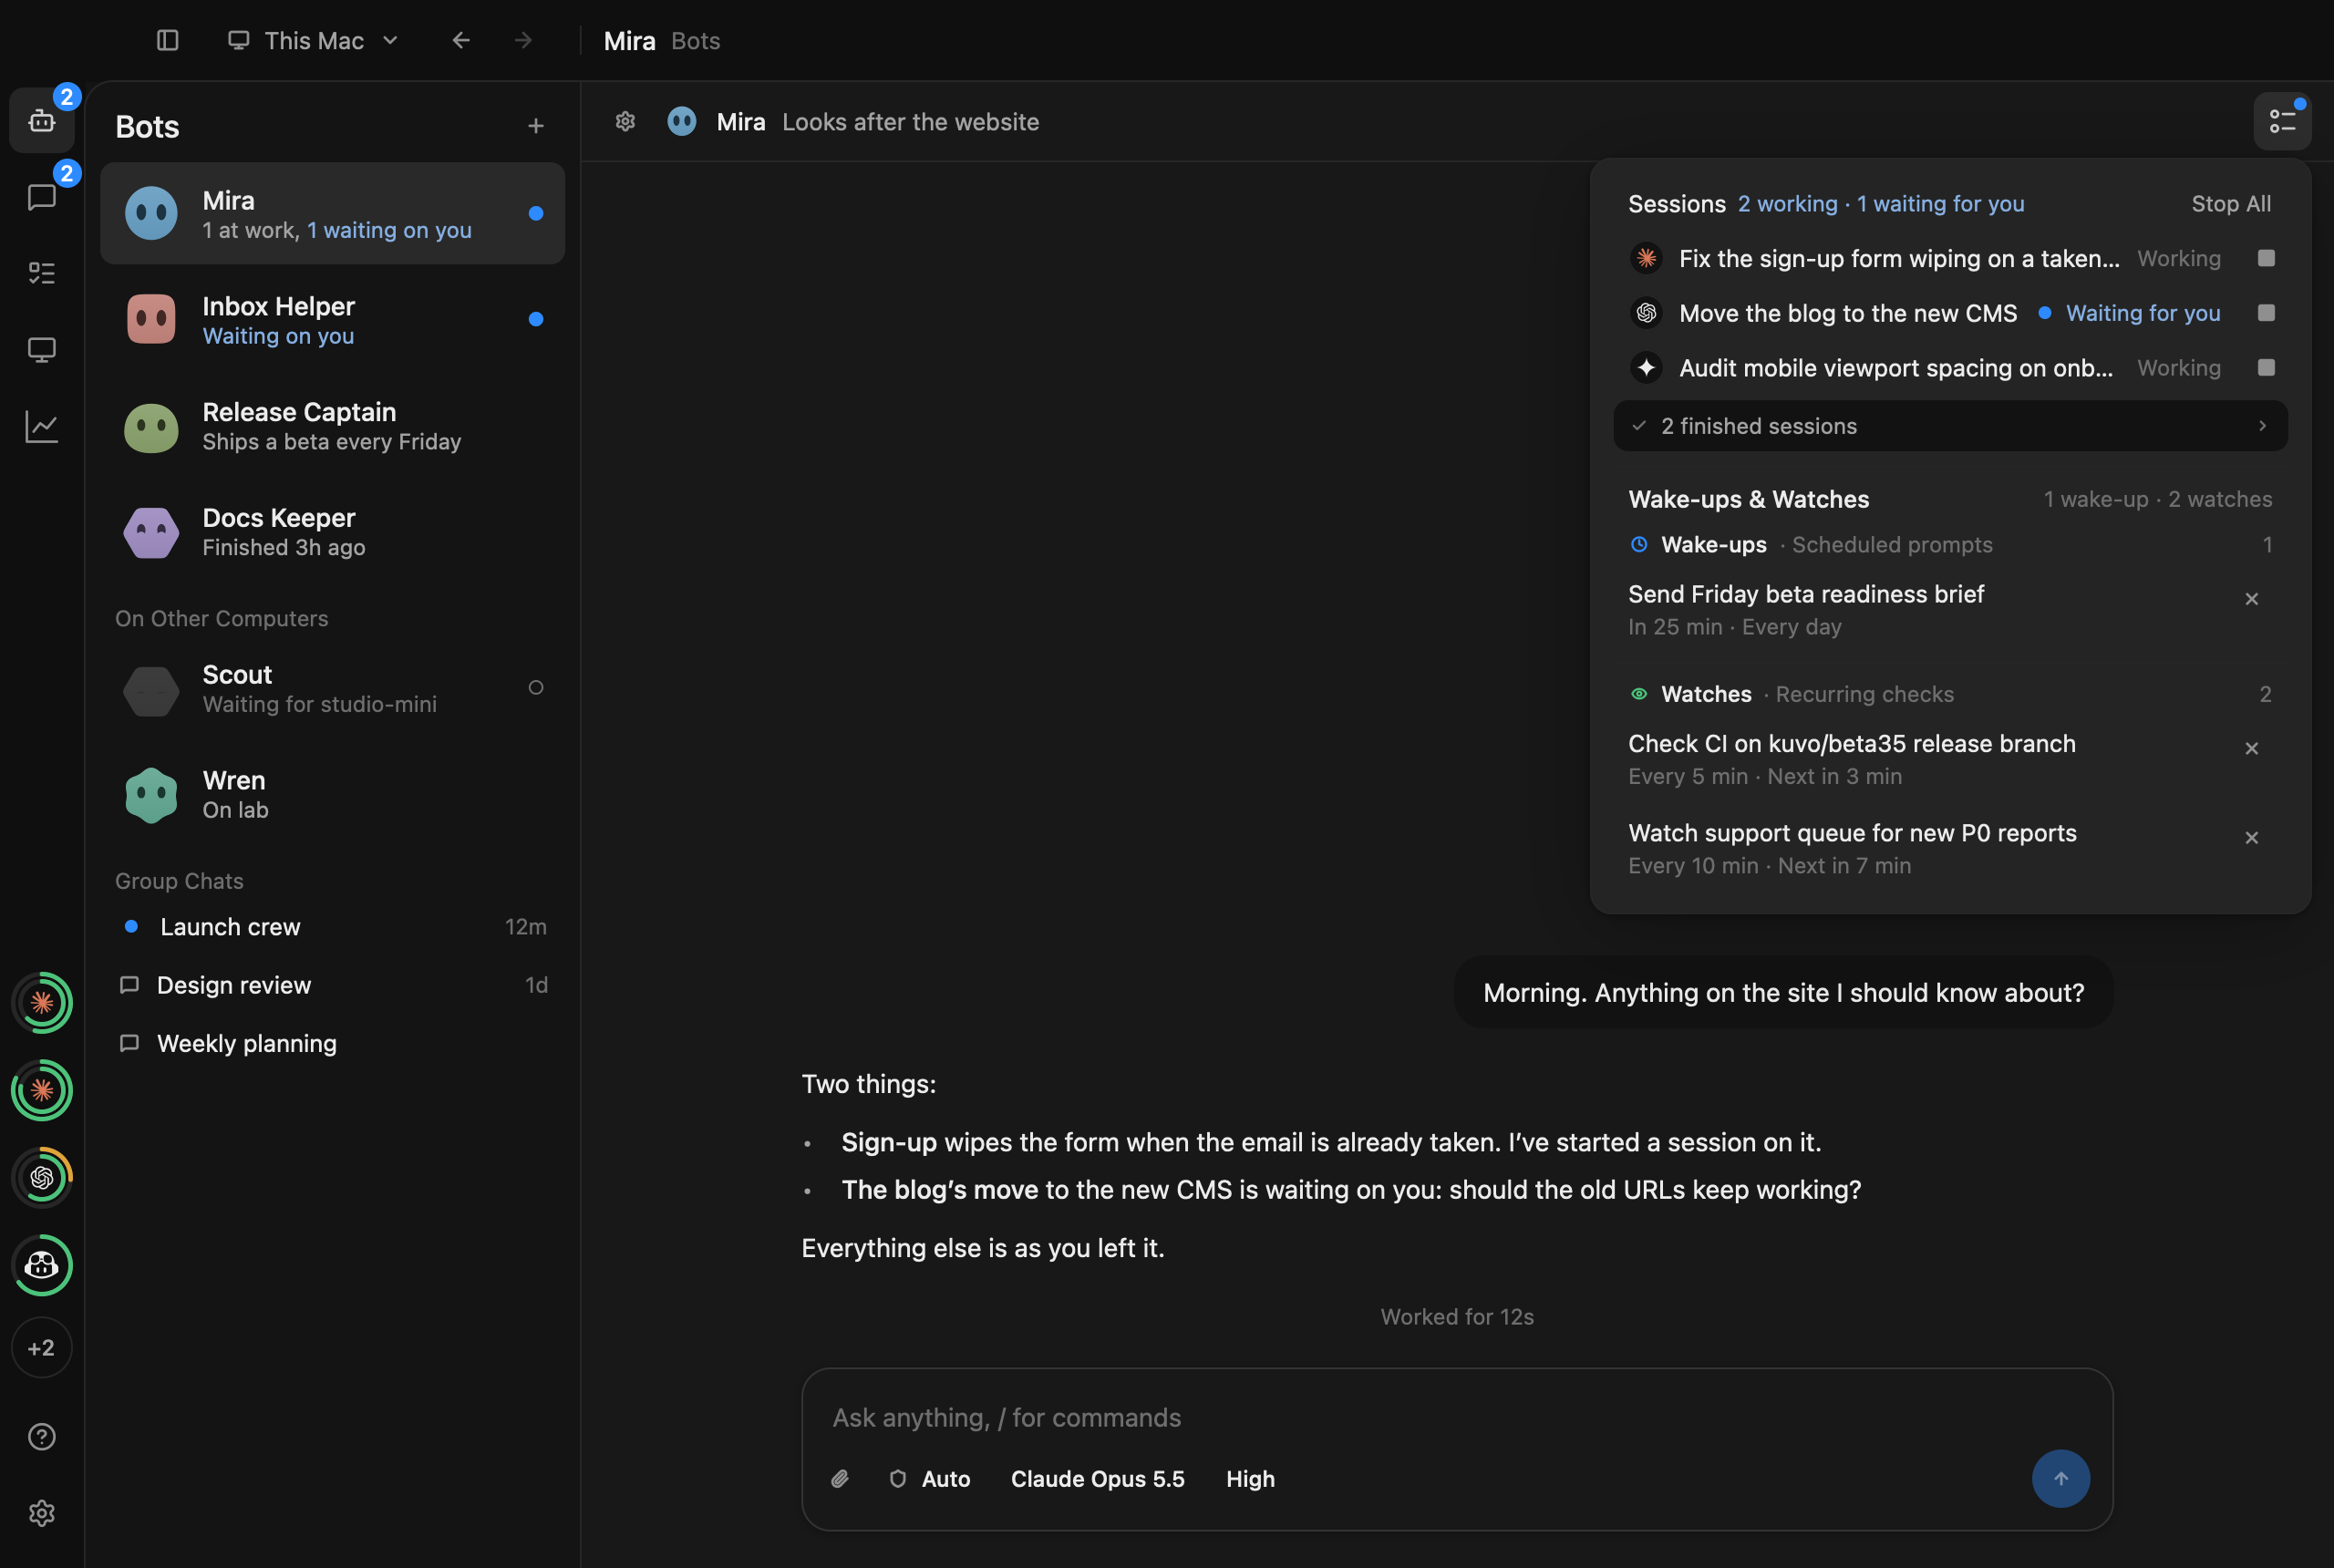 This Mac
Mira Bots
2
2
Bots
Mira
1 at work, 1 waiting on you
Inbox Helper
Waiting on you
Release Captain
Ships a beta every Friday
Docs Keeper
Finished 3h ago
On Other Computers
Scout
Waiting for studio-mini
Wren
On lab
Group Chats
Launch crew 12m
Design review 1d
Weekly planning
+2
Mira Looks after the website
Sessions 2 working · 1 waiting for you Stop All
Fix the sign-up form wiping on a taken... Working
Move the blog to the new CMS Waiting for you
Audit mobile viewport spacing on onb... Working
2 finished sessions
Wake-ups & Watches 1 wake-up · 2 watches
Wake-ups · Scheduled prompts 1
Send Friday beta readiness brief
In 25 min · Every day
Watches · Recurring checks 2
Check CI on kuvo/beta35 release branch
Every 5 min · Next in 3 min
Watch support queue for new P0 reports
Every 10 min · Next in 7 min
Morning. Anything on the site I should know about?
Two things:
• Sign-up wipes the form when the email is already taken. I’ve started a session on it.
• The blog’s move to the new CMS is waiting on you: should the old URLs keep working?
Everything else is as you left it.
Worked for 12s
Ask anything, / for commands
Auto Claude Opus 5.5 High